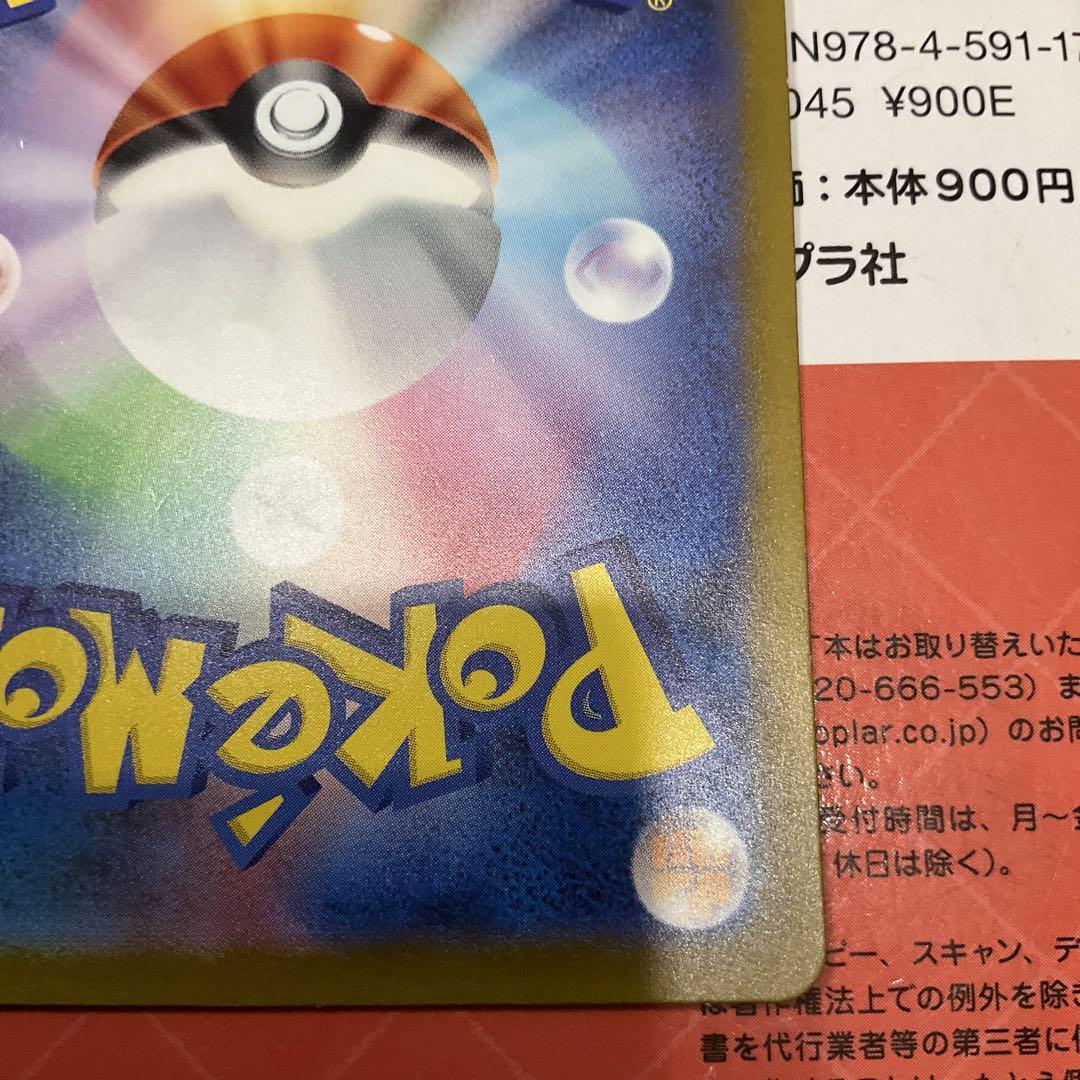 ®
N978-4-591-17
045 ¥900E
価：本体900円
プラ社
Pokémo
本はお取り替えいた
20-666-553）ま
oplar.co.jp）のお問
さい。
受付時間は、月〜金
休日は除く）。
ピー、スキャン、デ
は著作権法上での例外を除き
書を代行業者等の第三者に依